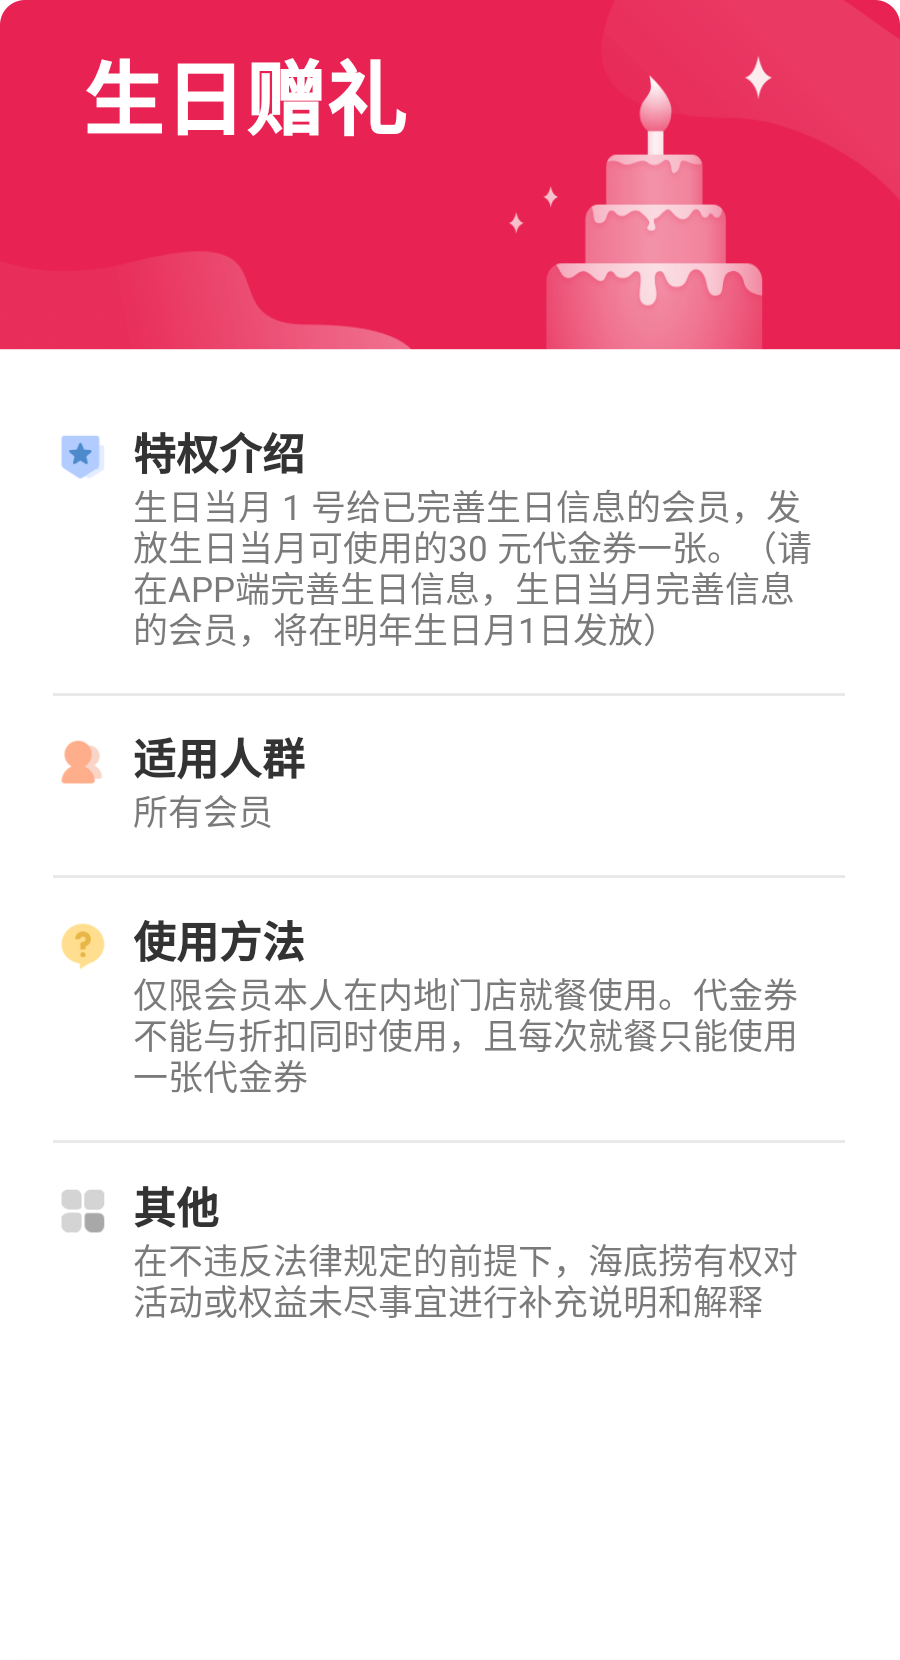 生日赠礼
特权介绍
生日当月 1 号给已完善生日信息的会员，发
放生日当月可使用的30 元代金券一张。（请
在APP端完善生日信息，生日当月完善信息
的会员，将在明年生日月1日发放）
适用人群
所有会员
使用方法
仅限会员本人在内地门店就餐使用。代金券
不能与折扣同时使用，且每次就餐只能使用
一张代金券
其他
在不违反法律规定的前提下，海底捞有权对
活动或权益未尽事宜进行补充说明和解释